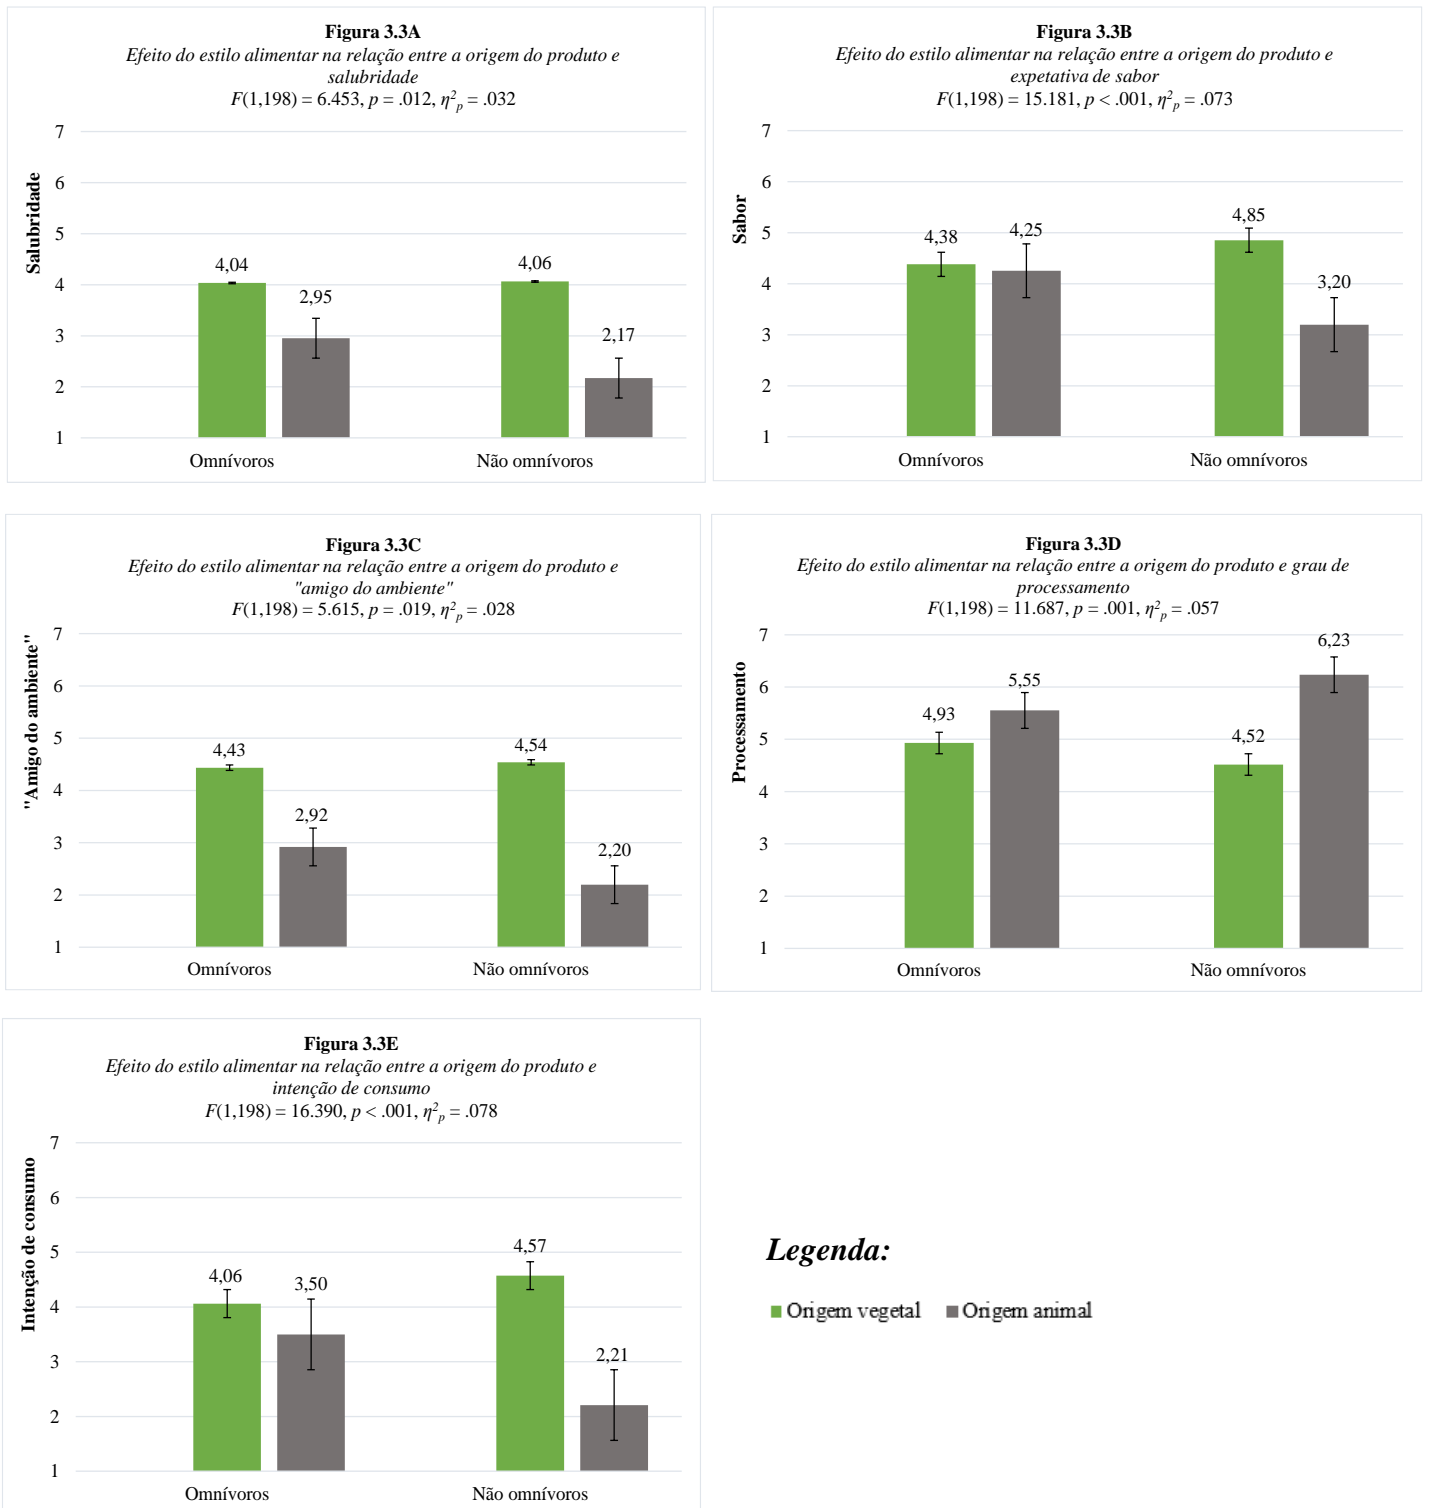 Figura 3.3A
Efeito do estilo alimentar na relação entre a origem do produto e
salubridade
F(1,198) = 6.453, p = .012, η²ₚ = .032
7
6
5
4
3
2
1
Salubridade
4,04
2,95
4,06
2,17
Omnívoros
Não omnívoros
Figura 3.3B
Efeito do estilo alimentar na relação entre a origem do produto e
expetativa de sabor
F(1,198) = 15.181, p < .001, η²ₚ = .073
7
6
5
4
3
2
1
Sabor
4,38
4,25
4,85
3,20
Omnívoros
Não omnívoros
Figura 3.3C
Efeito do estilo alimentar na relação entre a origem do produto e
"amigo do ambiente"
F(1,198) = 5.615, p = .019, η²ₚ = .028
7
6
5
4
3
2
1
"Amigo do ambiente"
4,43
2,92
4,54
2,20
Omnívoros
Não omnívoros
Figura 3.3D
Efeito do estilo alimentar na relação entre a origem do produto e grau de
processamento
F(1,198) = 11.687, p = .001, η²ₚ = .057
7
6
5
4
3
2
1
Processamento
4,93
5,55
4,52
6,23
Omnívoros
Não omnívoros
Figura 3.3E
Efeito do estilo alimentar na relação entre a origem do produto e
intenção de consumo
F(1,198) = 16.390, p < .001, η²ₚ = .078
7
6
5
4
3
2
1
Intenção de consumo
4,06
3,50
4,57
2,21
Omnívoros
Não omnívoros
Legenda:
Origem vegetal
Origem animal